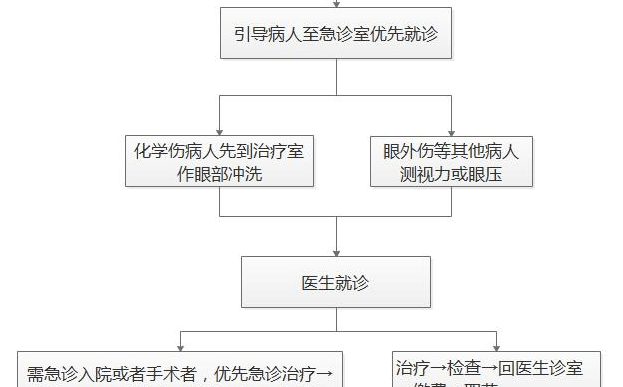 引导病人至急诊室优先就诊
化学伤病人先到治疗室
作眼部冲洗
眼外伤等其他病人
测视力或眼压
医生就诊
需急诊入院或者手术者，优先急诊治疗→
治疗→检查→回医生诊室